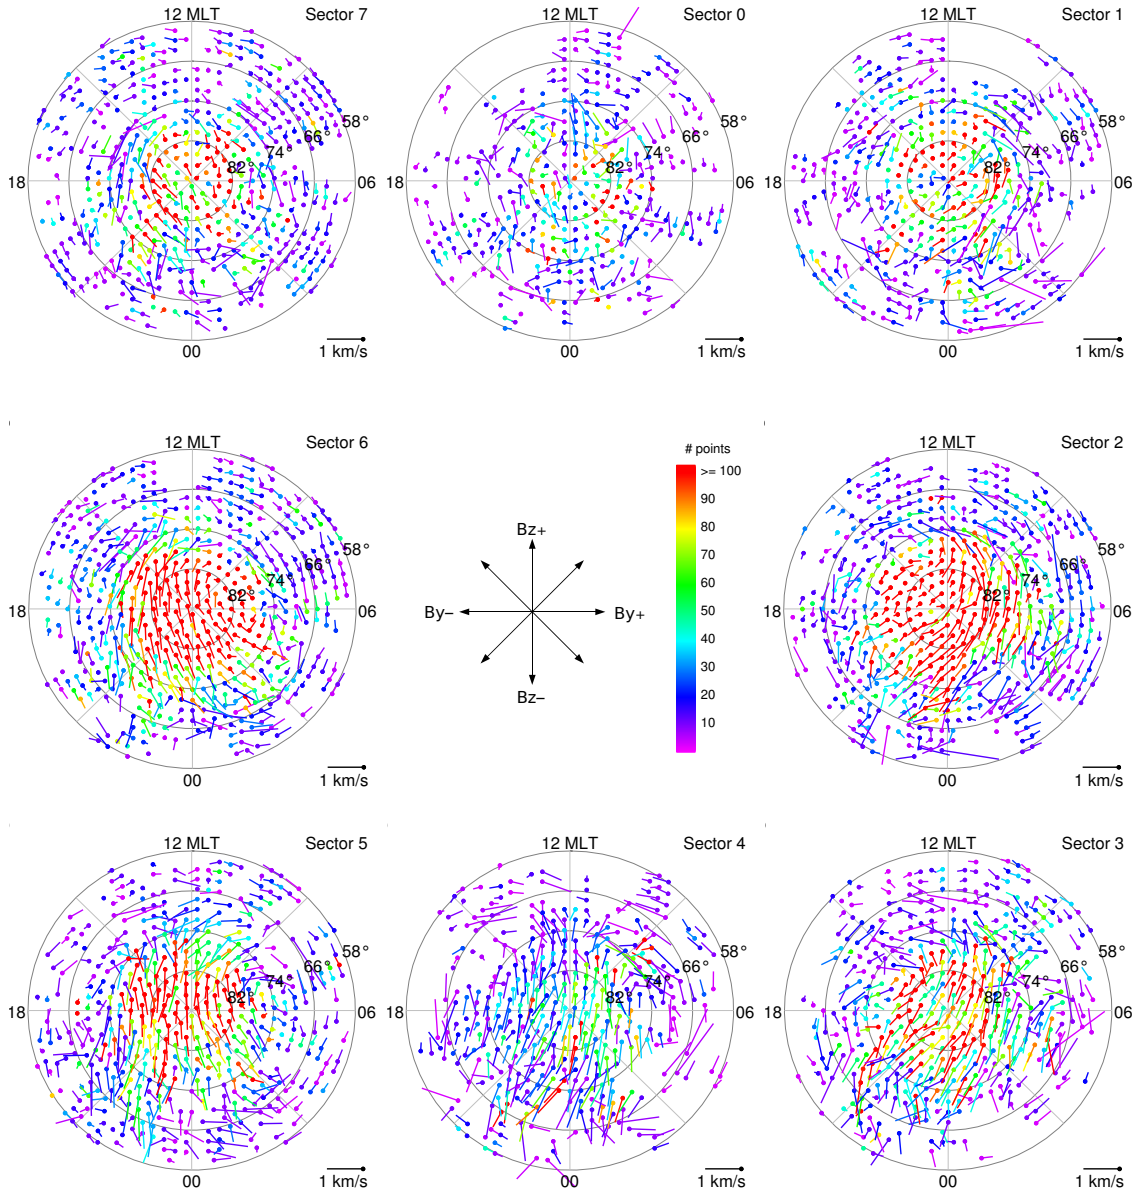 12 MLT Sector 7
58°
66°
74°
82°
18 06
00 1 km/s
12 MLT Sector 0
58°
66°
74°
82°
18 06
00 1 km/s
12 MLT Sector 1
58°
66°
74°
82°
18 06
00 1 km/s
12 MLT Sector 6
58°
66°
74°
82°
18 06
00 1 km/s
Bz+
By− By+
Bz−
# points
>= 100
90
80
70
60
50
40
30
20
10
12 MLT Sector 2
58°
66°
74°
82°
18 06
00 1 km/s
12 MLT Sector 5
58°
66°
74°
82°
18 06
00 1 km/s
12 MLT Sector 4
58°
66°
74°
82°
18 06
00 1 km/s
12 MLT Sector 3
58°
66°
74°
82°
18 06
00 1 km/s